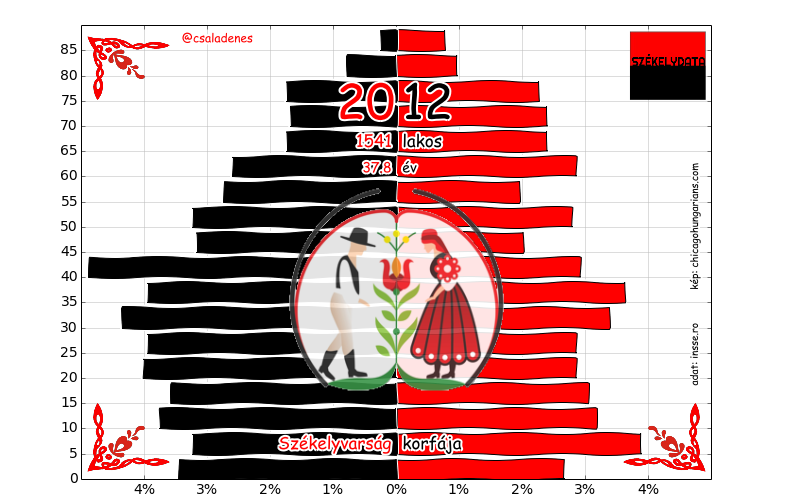 @csaladenes
SZÉKELYDATA
2012
1541 lakos
37.8 év
kép: chicagohungarians.com
adat: insse.ro
Székelyvarság korfája
85
80
75
70
65
60
55
50
45
40
35
30
25
20
15
10
5
0
4% 3% 2% 1% 0% 1% 2% 3% 4%